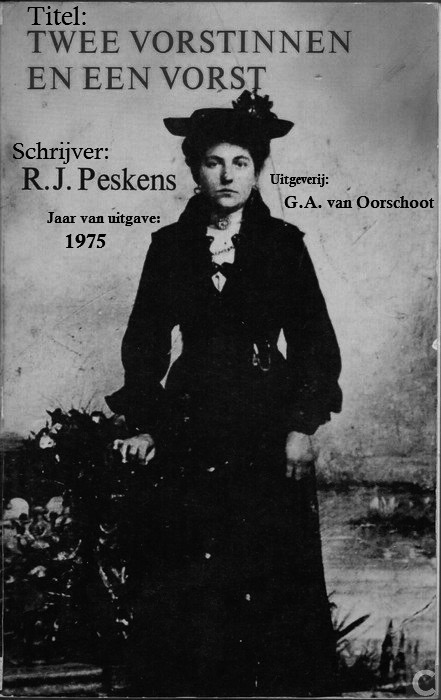 Titel:
TWEE VORSTINNEN
EN EEN VORST
Schrijver:
R.J. Peskens
Uitgeverij:
G.A. van Oorschoot
Jaar van uitgave:
1975
C